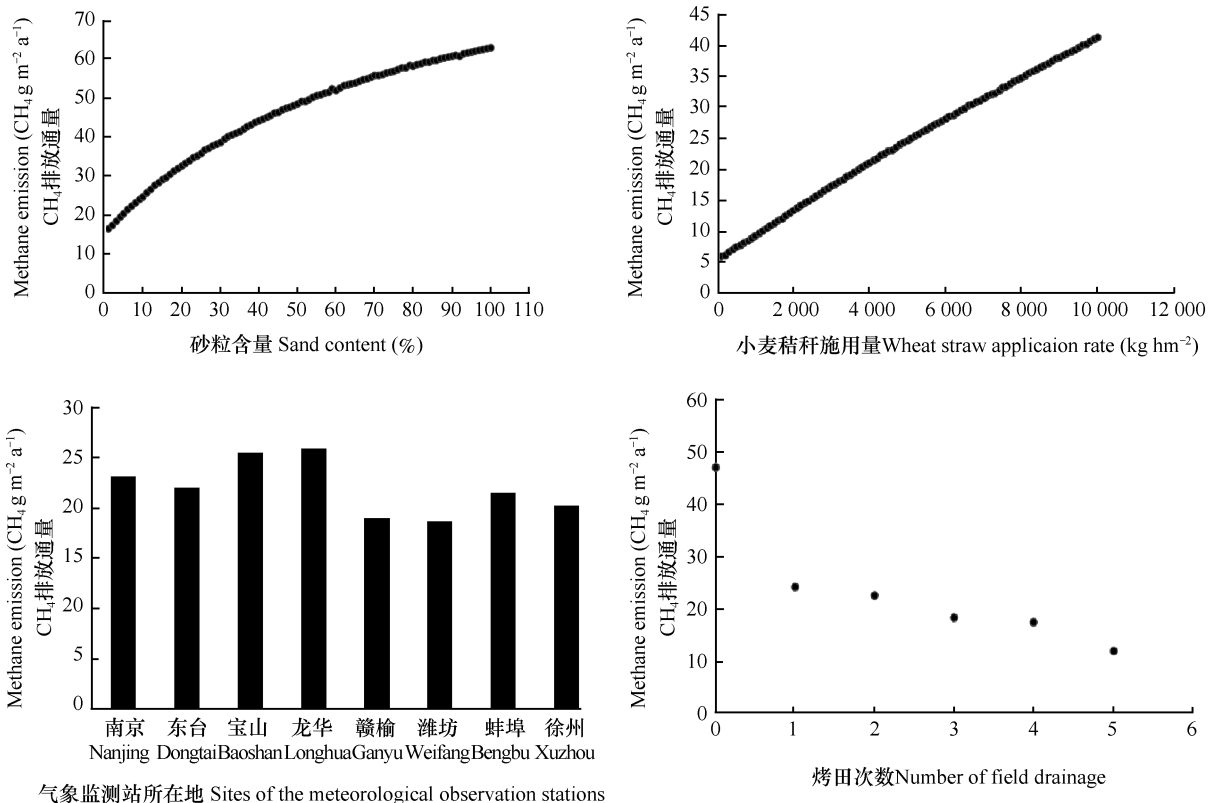 Methane emission (CH₄ g m⁻² a⁻¹)
CH₄排放通量
70
60
50
40
30
20
10
0
0 10 20 30 40 50 60 70 80 90 100 110
砂粒含量 Sand content (%)
Methane emission (CH₄ g m⁻² a⁻¹)
CH₄排放通量
45
40
35
30
25
20
15
10
5
0
0 2 000 4 000 6 000 8 000 10 000 12 000
小麦秸秆施用量Wheat straw applicaion rate (kg hm⁻²)
Methane emission (CH₄ g m⁻² a⁻¹)
CH₄排放通量
30
25
20
15
20
5
0
南京 东台 宝山 龙华 赣榆 潍坊 蚌埠 徐州
Nanjing Dongtai Baoshan Longhua Ganyu Weifang Bengbu Xuzhou
气象监测站所在地 Sites of the meteorological observation stations
Methane emission (CH₄ g m⁻² a⁻¹)
CH₄排放通量
60
50
40
30
20
10
0
0 1 2 3 4 5 6
烤田次数Number of field drainage